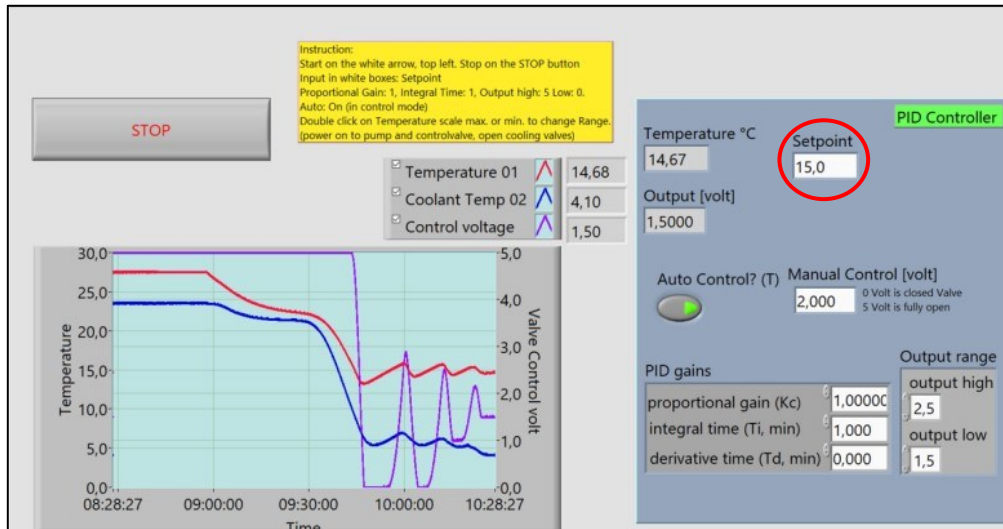 Instruction:
Start on the white arrow, top left. Stop on the STOP button
Input in white boxes: Setpoint
Proportional Gain: 1, Integral Time: 1, Output high: 5 Low: 0.
Auto: On (in control mode)
Double click on Temperature scale max. or min. to change Range.
(power on to pump and controlvalve, open cooling valves)
STOP
Temperature 01 14,68
Coolant Temp 02 4,10
Control voltage 1,50
30,0
25,0
20,0
15,0
10,0
5,0
0,0
Temperature
5,0
4,0
3,0
2,0
1,0
0,0
Valve Control volt
08:28:27 09:00:00 09:30:00 10:00:00 10:28:27
Time
PID Controller
Temperature °C
14,67
Setpoint
15,0
Output [volt]
1,5000
Auto Control? (T)
Manual Control [volt]
2,000
0 Volt is closed Valve
5 Volt is fully open
PID gains
proportional gain (Kc) 1,00000
integral time (Ti, min) 1,000
derivative time (Td, min) 0,000
Output range
output high
2,5
output low
1,5